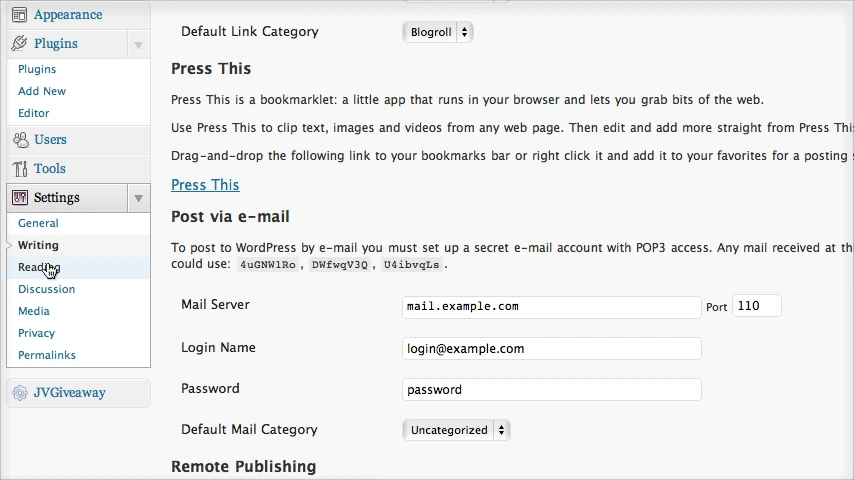 Appearance
Plugins
Plugins
Add New
Editor
Users
Tools
Settings
General
Writing
Reading
Discussion
Media
Privacy
Permalinks
JVGiveaway
Default Link Category Blogroll
Press This
Press This is a bookmarklet: a little app that runs in your browser and lets you grab bits of the web.
Use Press This to clip text, images and videos from any web page. Then edit and add more straight from Press This
Drag-and-drop the following link to your bookmarks bar or right click it and add it to your favorites for a posting
Press This
Post via e-mail
To post to WordPress by e-mail you must set up a secret e-mail account with POP3 access. Any mail received at th
could use: 4uGNW1Ro , DWfwqV3Q , U4ibvqLs .
Mail Server mail.example.com Port 110
Login Name login@example.com
Password password
Default Mail Category Uncategorized
Remote Publishing